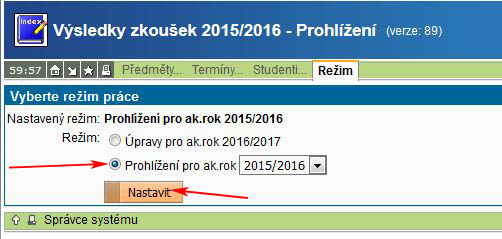 index
Výsledky zkoušek 2015/2016 - Prohlížení (verze: 89)
59:57 Předměty... Termíny... Studenti... Režim
Vyberte režim práce
Nastavený režim: Prohlížení pro ak.rok 2015/2016
Režim: Úpravy pro ak.rok 2016/2017
Prohlížení pro ak.rok 2015/2016
Nastavit
Správce systému